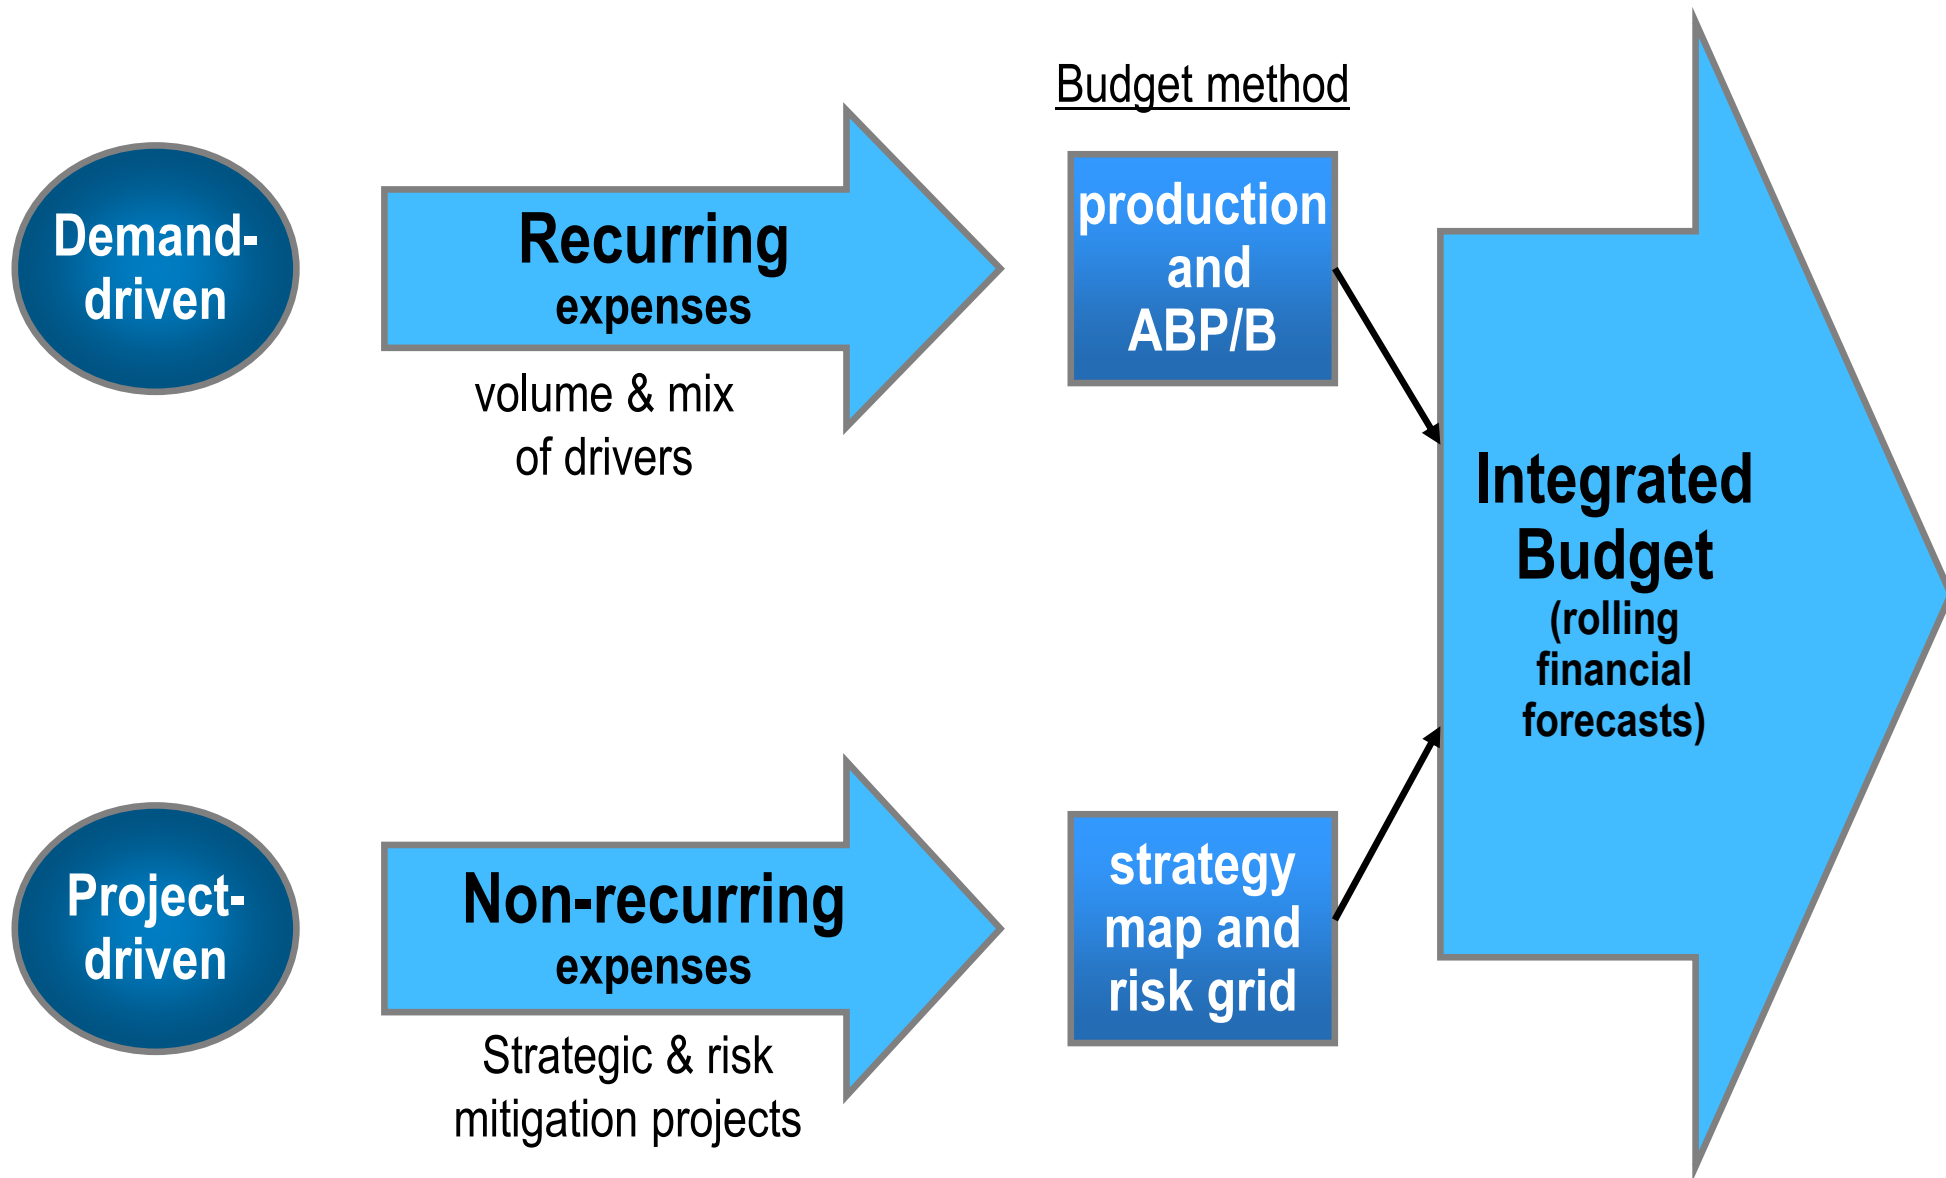 Budget method
Demand-
driven
Recurring
expenses
volume & mix
of drivers
production
and
ABP/B
Project-
driven
Non-recurring
expenses
Strategic & risk
mitigation projects
strategy
map and
risk grid
Integrated
Budget
(rolling
financial
forecasts)